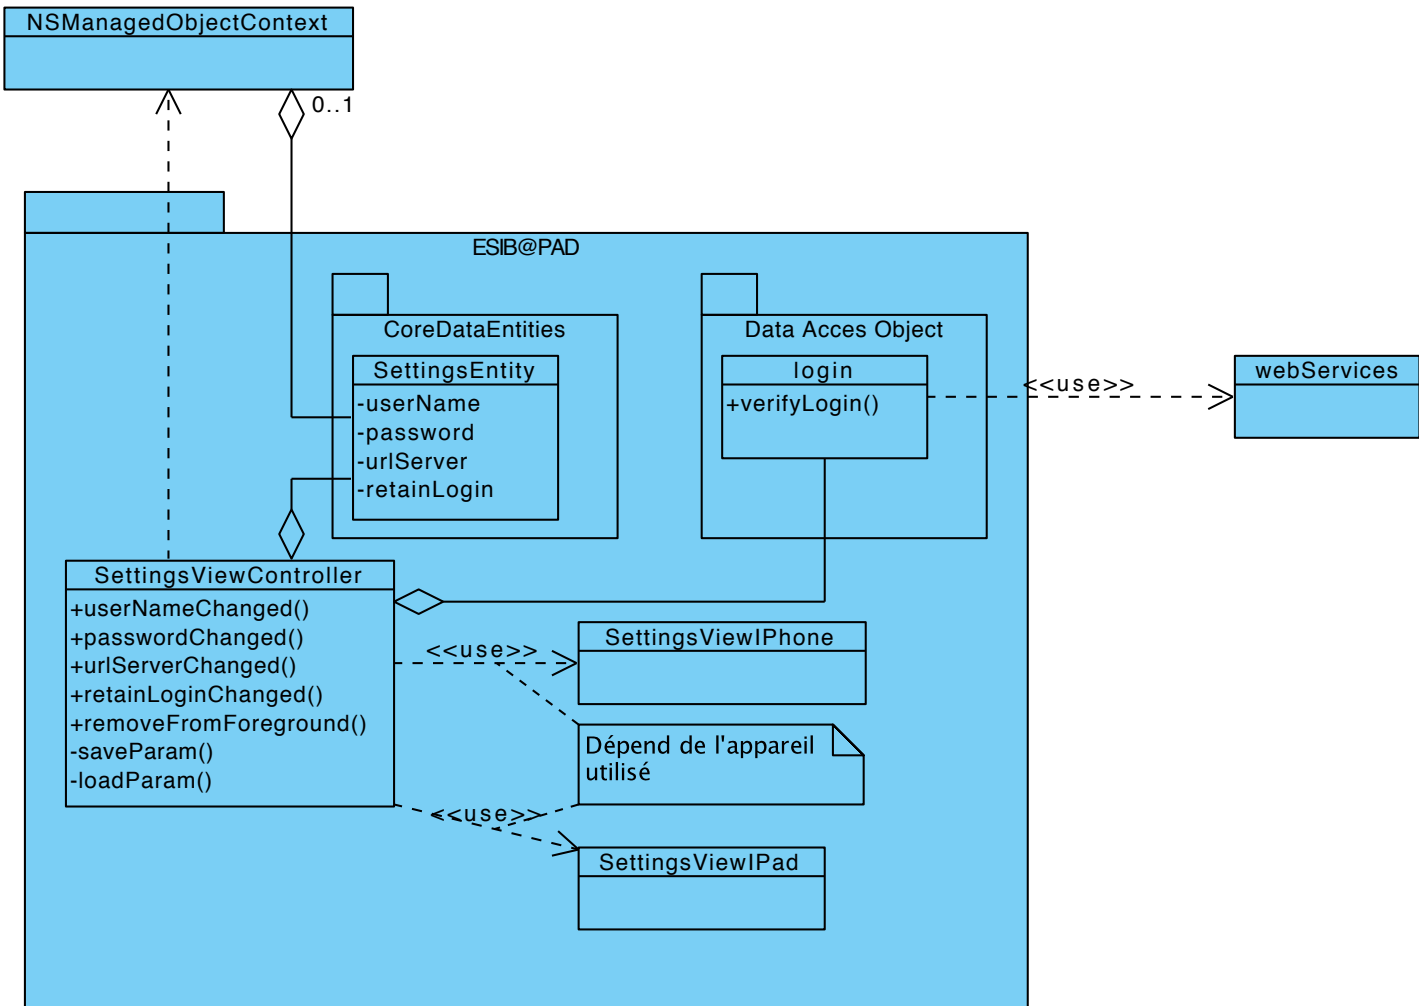 NSManagedObjectContext
0..1
ESIB@PAD
CoreDataEntities
Data Acces Object
SettingsEntity
-userName
-password
-urlServer
-retainLogin
login
+verifyLogin()
<<use>>
webServices
SettingsViewController
+userNameChanged()
+passwordChanged()
+urlServerChanged()
+retainLoginChanged()
+removeFromForeground()
-saveParam()
-loadParam()
<<use>>
SettingsViewIPhone
Dépend de l'appareil
utilisé
<<use>>
SettingsViewIPad